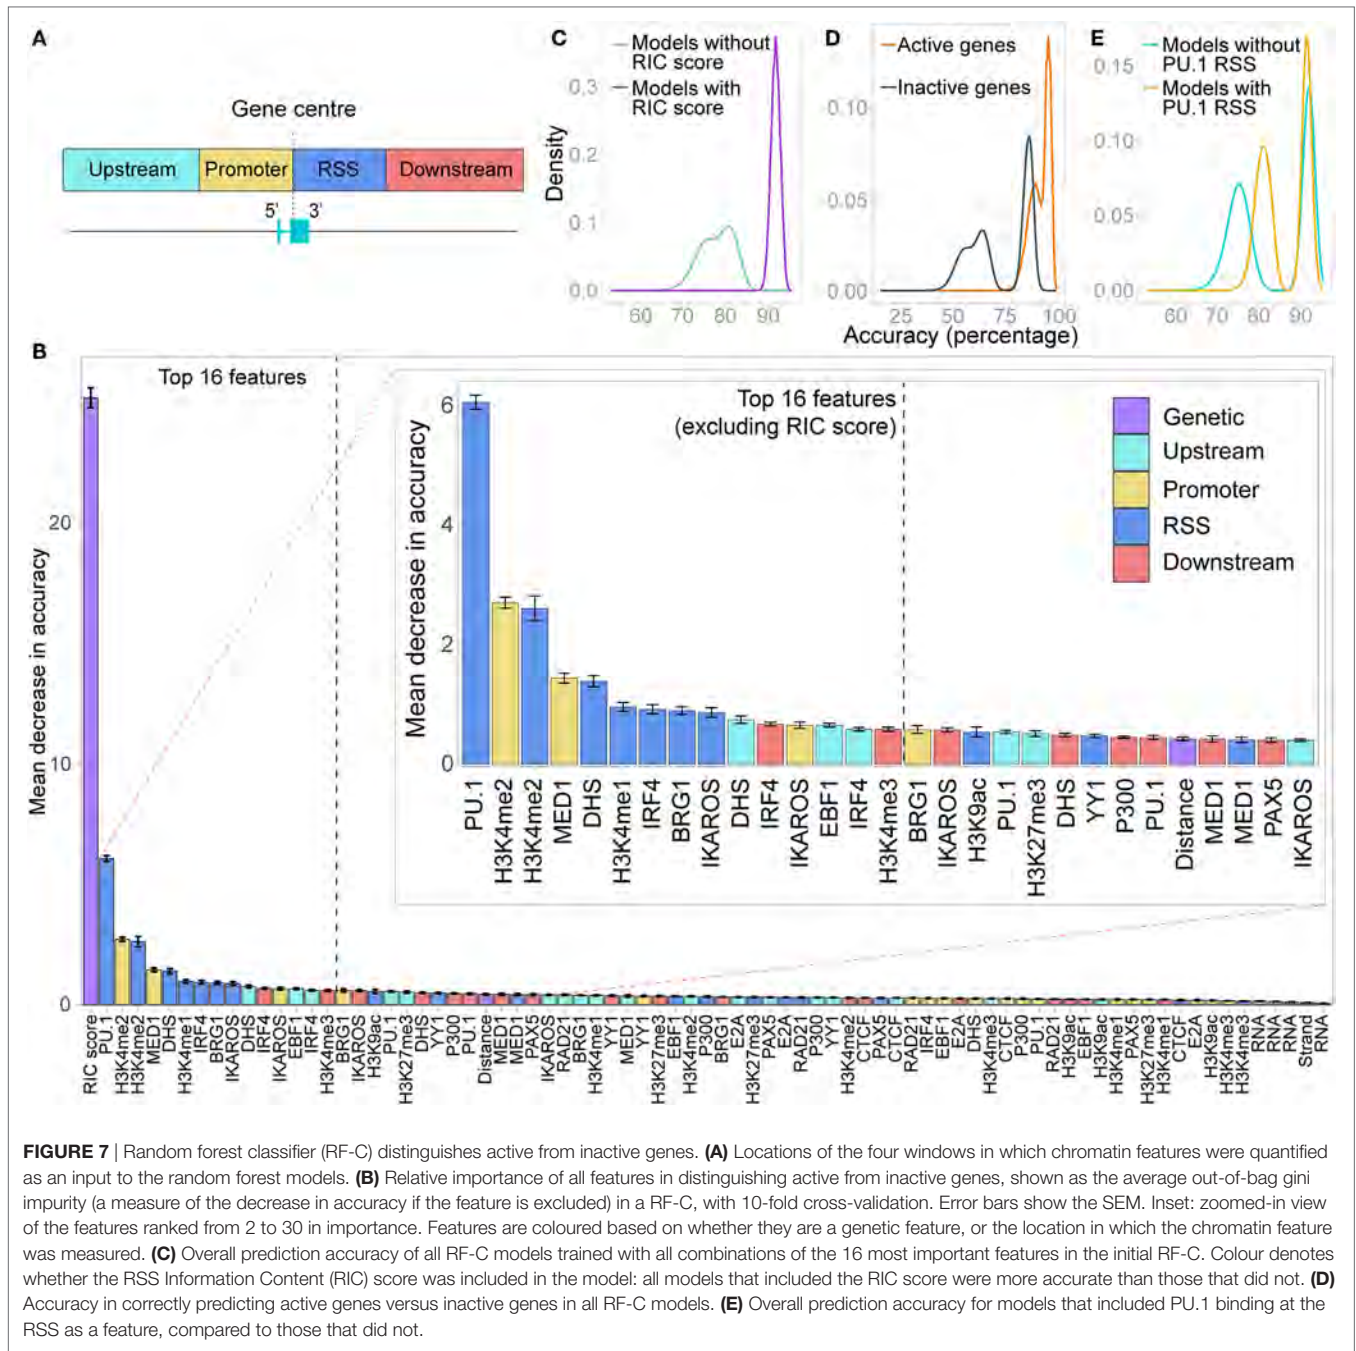 A
Gene centre
Upstream
Promoter
RSS
Downstream
5'
3'
C
Models without
RIC score
Models with
RIC score
Density
0.3
0.2
0.1
0.0
60
70
80
90
D
Active genes
Inactive genes
0.10
0.05
0.00
25
50
75
100
Accuracy (percentage)
E
Models without
PU.1 RSS
Models with
PU.1 RSS
0.15
0.10
0.05
0.00
60
70
80
90
B
Top 16 features
Mean decrease in accuracy
20
10
0
Top 16 features
(excluding RIC score)
Mean decrease in accuracy
6
4
2
0
Genetic
Upstream
Promoter
RSS
Downstream
PU.1
H3K4me2
H3K4me2
MED1
DHS
H3K4me1
IRF4
BRG1
IKAROS
DHS
IRF4
IKAROS
EBF1
IRF4
H3K4me3
BRG1
IKAROS
H3K9ac
PU.1
H3K27me3
DHS
YY1
P300
PU.1
Distance
MED1
MED1
PAX5
IKAROS
RIC score
PU.1
H3K4me2
H3K4me2
MED1
DHS
H3K4me1
IRF4
BRG1
IKAROS
DHS
IRF4
IKAROS
EBF1
IRF4
H3K4me3
BRG1
IKAROS
H3K9ac
PU.1
H3K27me3
DHS
YY1
P300
PU.1
Distance
MED1
MED1
PAX5
IKAROS
RAD21
BRG1
H3K4me1
YY1
MED1
YY1
H3K27me3
EBF1
H3K4me2
P300
BRG1
E2A
H3K27me3
PAX5
E2A
RAD21
P300
YY1
H3K4me2
CTCF
PAX5
CTCF
RAD21
IRF4
EBF1
E2A
DHS
H3K4me3
CTCF
P300
PU.1
RAD21
H3K9ac
EBF1
H3K9ac
H3K4me1
PAX5
H3K27me3
H3K4me1
CTCF
E2A
H3K9ac
H3K4me3
H3K4me3
RNA
RNA
RNA
Strand
RNA
FIGURE 7 | Random forest classifier (RF-C) distinguishes active from inactive genes. (A) Locations of the four windows in which chromatin features were quantified
as an input to the random forest models. (B) Relative importance of all features in distinguishing active from inactive genes, shown as the average out-of-bag gini
impurity (a measure of the decrease in accuracy if the feature is excluded) in a RF-C, with 10-fold cross-validation. Error bars show the SEM. Inset: zoomed-in view
of the features ranked from 2 to 30 in importance. Features are coloured based on whether they are a genetic feature, or the location in which the chromatin feature
was measured. (C) Overall prediction accuracy of all RF-C models trained with all combinations of the 16 most important features in the initial RF-C. Colour denotes
whether the RSS Information Content (RIC) score was included in the model: all models that included the RIC score were more accurate than those that did not. (D)
Accuracy in correctly predicting active genes versus inactive genes in all RF-C models. (E) Overall prediction accuracy for models that included PU.1 binding at the
RSS as a feature, compared to those that did not.